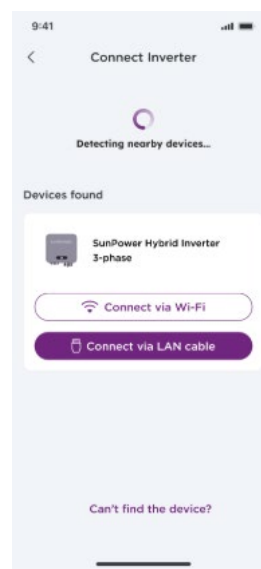 9:41
Connect Inverter
Detecting nearby devices...
Devices found
SunPower Hybrid Inverter
3-phase
Connect via Wi-Fi
Connect via LAN cable
Can't find the device?